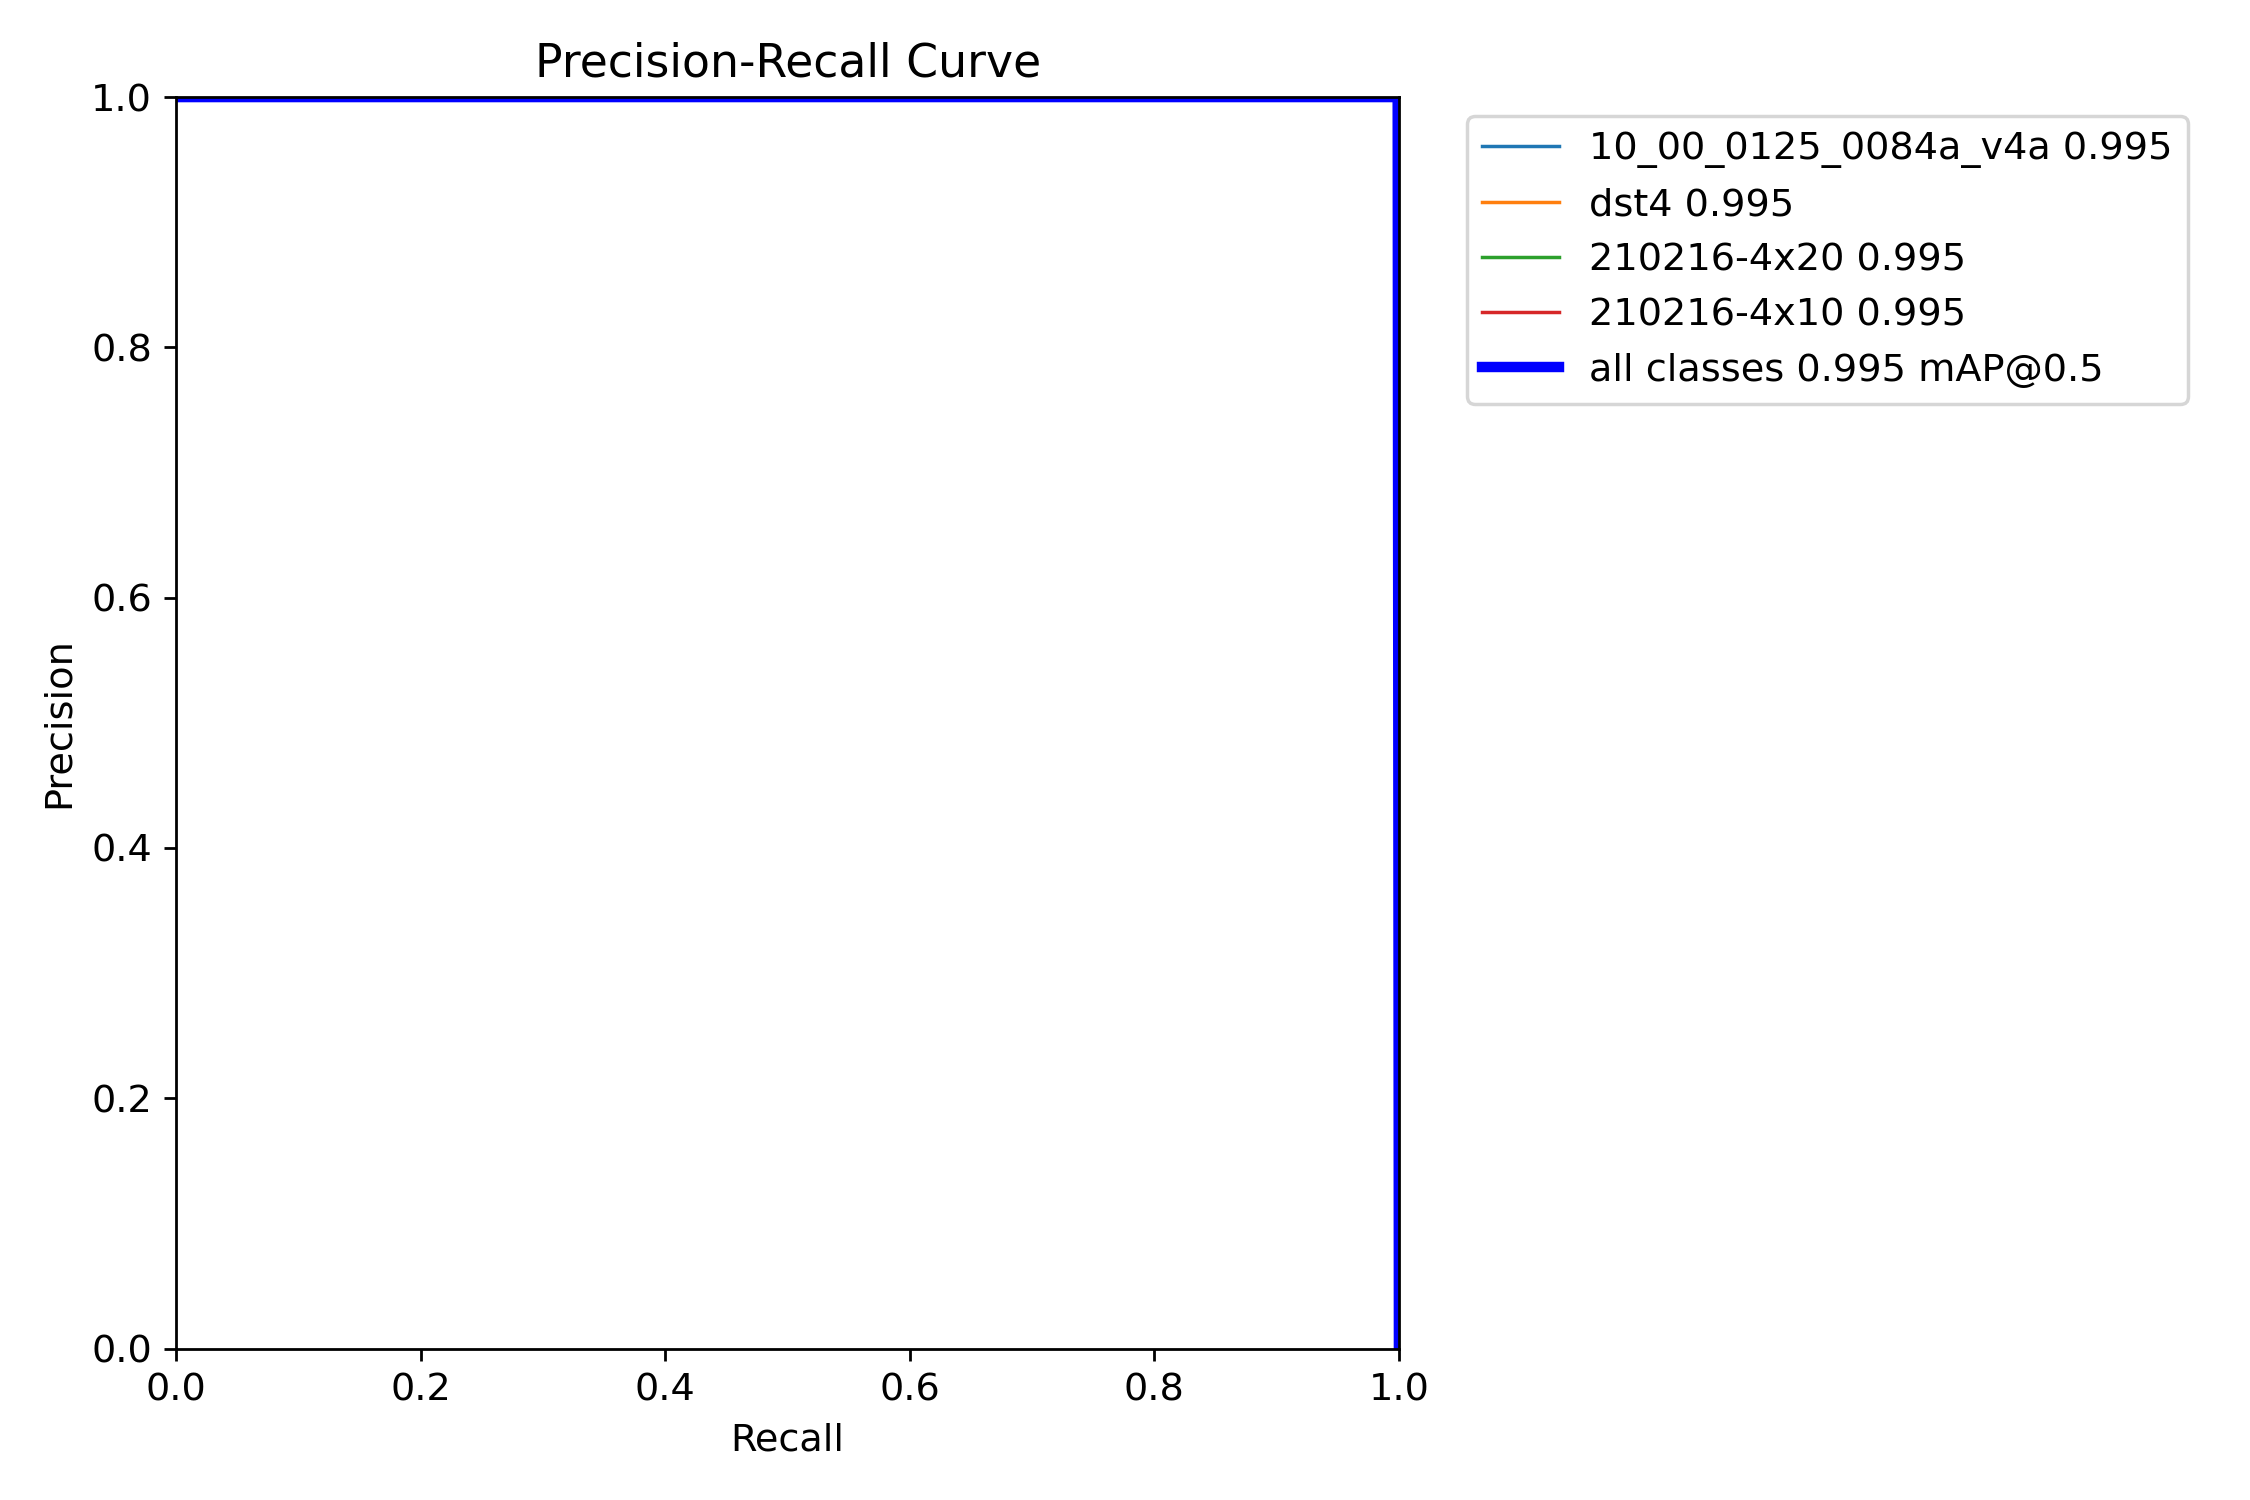 Precision-Recall Curve
1.0
0.8
0.6
0.4
0.2
0.0
Precision
0.0 0.2 0.4 0.6 0.8 1.0
Recall
10_00_0125_0084a_v4a 0.995
dst4 0.995
210216-4x20 0.995
210216-4x10 0.995
all classes 0.995 mAP@0.5